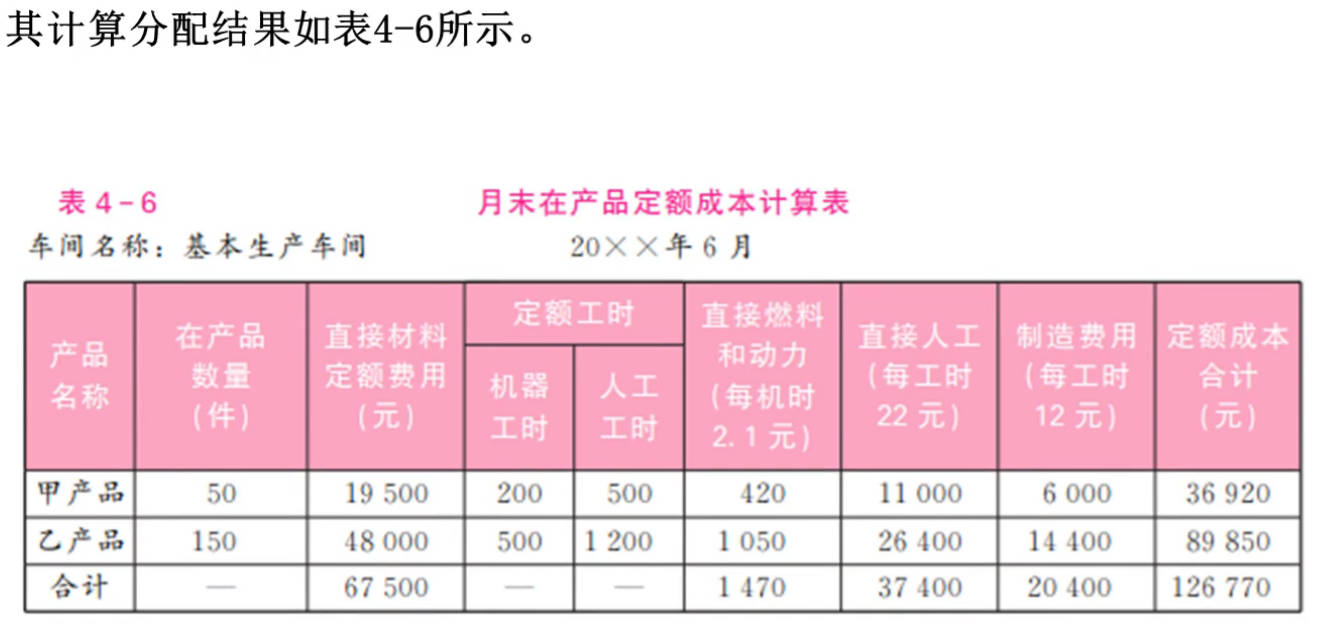 其计算分配结果如表4-6所示。
表 4-6 月末在产品定额成本计算表
车间名称：基本生产车间 20××年 6 月
产品名称 在产品数量(件) 直接材料定额费用(元) 定额工时 直接燃料和动力(每机时2.1元) 直接人工(每工时22元) 制造费用(每工时12元) 定额成本合计(元)
机器工时 人工工时
甲产品 50 19 500 200 500 420 11 000 6 000 36 920
乙产品 150 48 000 500 1 200 1 050 26 400 14 400 89 850
合计 — 67 500 — — 1 470 37 400 20 400 126 770